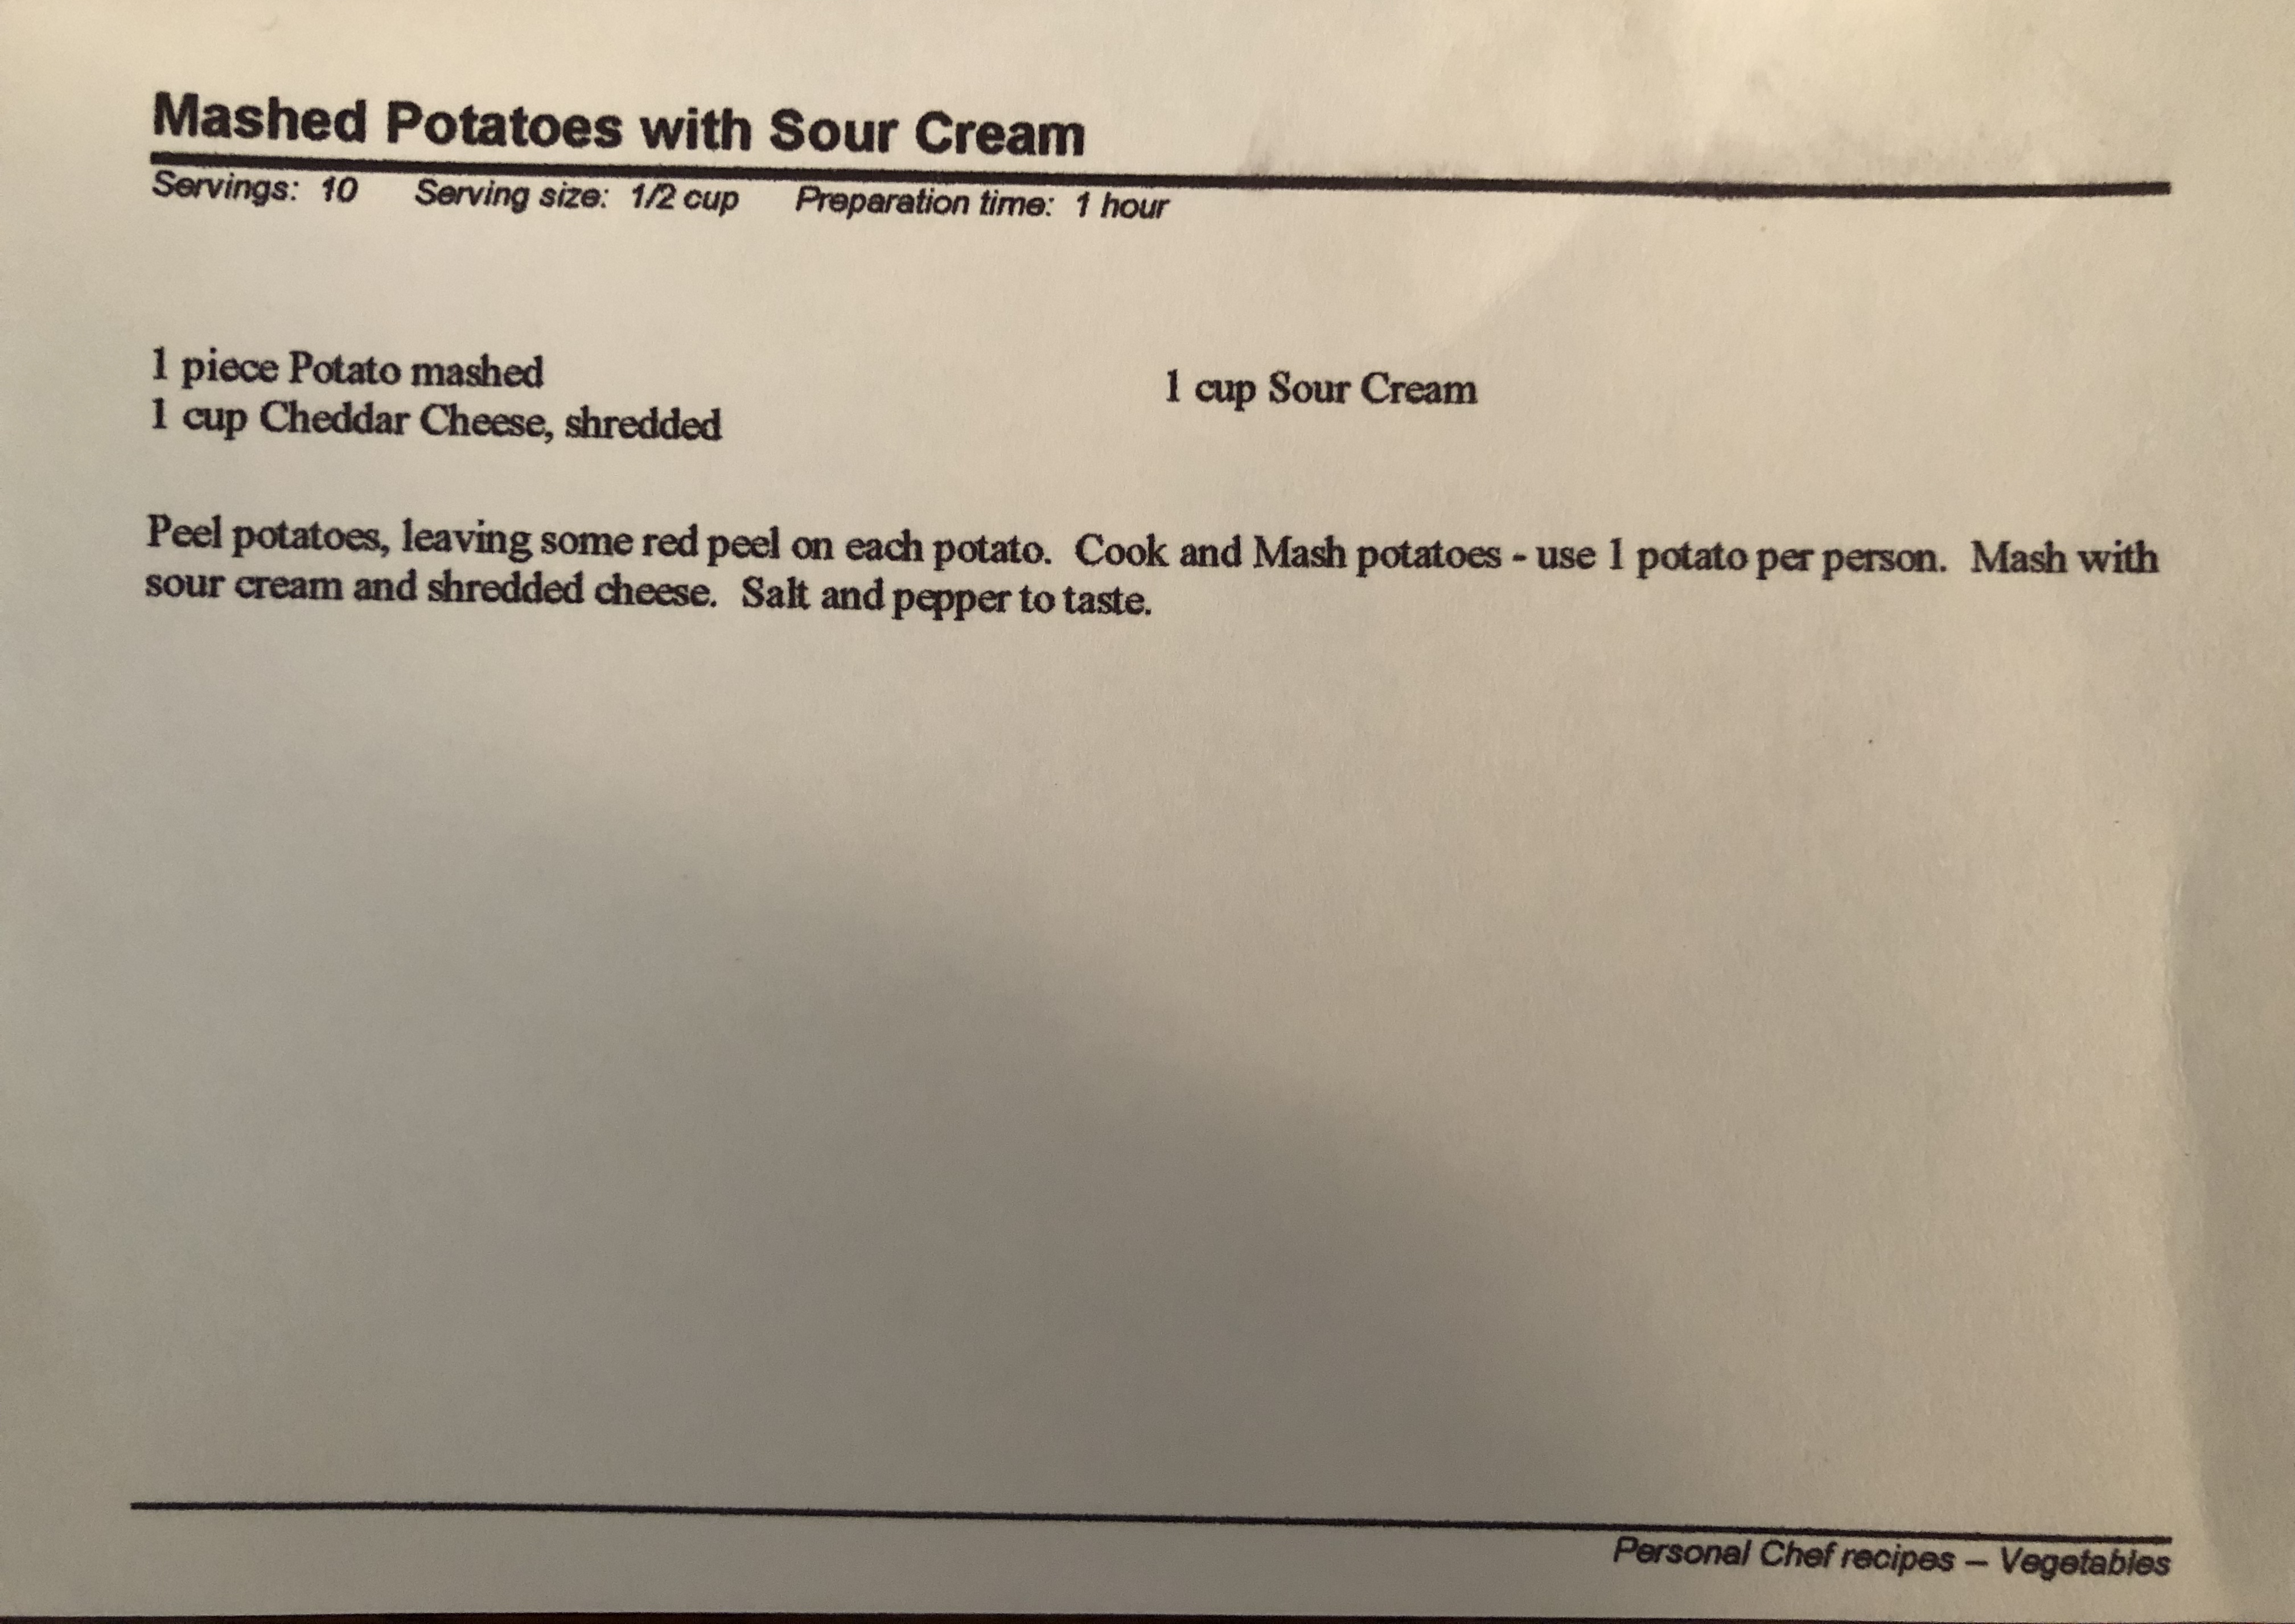 Mashed Potatoes with Sour Cream
Servings: 10 Serving size: 1/2 cup Preparation time: 1 hour
1 piece Potato mashed
1 cup Cheddar Cheese, shredded
1 cup Sour Cream
Peel potatoes, leaving some red peel on each potato. Cook and Mash potatoes - use 1 potato per person. Mash with
sour cream and shredded cheese. Salt and pepper to taste.
Personal Chef recipes – Vegetables